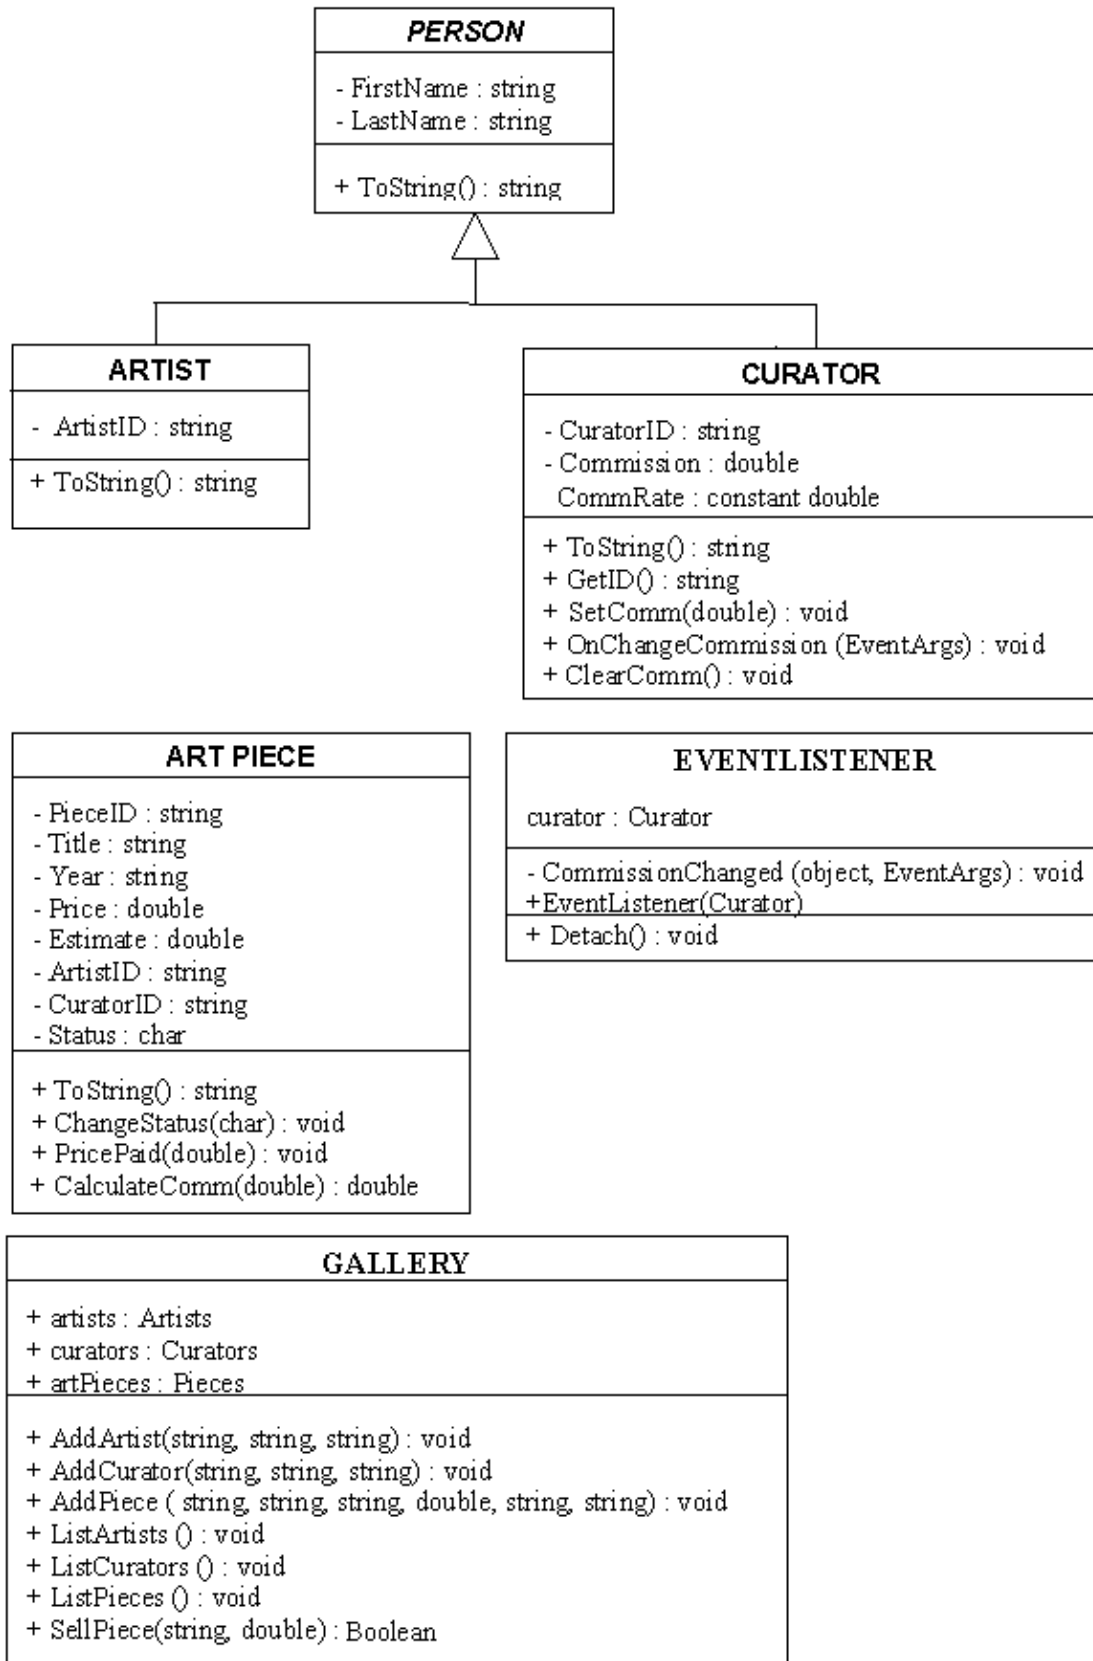 PERSON
- FirstName : string
- LastName : string
+ ToString() : string
ARTIST
- ArtistID : string
+ ToString() : string
CURATOR
- CuratorID : string
- Commission : double
CommRate : constant double
+ ToString() : string
+ GetID() : string
+ SetComm(double) : void
+ OnChangeCommission (EventArgs) : void
+ ClearComm() : void
ART PIECE
- PieceID : string
- Title : string
- Year : string
- Price : double
- Estimate : double
- ArtistID : string
- CuratorID : string
- Status : char
+ ToString() : string
+ ChangeStatus(char) : void
+ PricePaid(double) : void
+ CalculateComm(double) : double
EVENTLISTENER
curator : Curator
- CommissionChanged (object, EventArgs) : void
+EventListener(Curator)
+ Detach() : void
GALLERY
+ artists : Artists
+ curators : Curators
+ artPieces : Pieces
+ AddArtist(string, string, string) : void
+ AddCurator(string, string, string) : void
+ AddPiece ( string, string, string, double, string, string) : void
+ ListArtists () : void
+ ListCurators () : void
+ ListPieces () : void
+ SellPiece(string, double) : Boolean